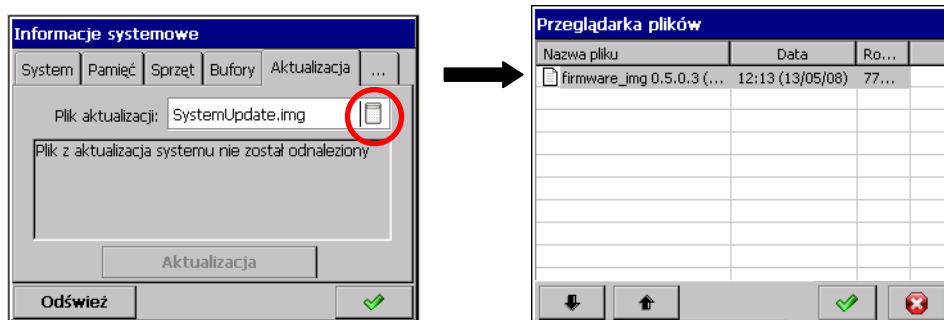 Informacje systemowe
System Pamięć Sprzęt Bufory Aktualizacja ...
Plik aktualizacji: SystemUpdate.img
Plik z aktualizacja systemu nie został odnaleziony
Aktualizacja
Odśwież
Przeglądarka plików
Nazwa pliku Data Ro...
firmware_img 0.5.0.3 (... 12:13 (13/05/08) 77...